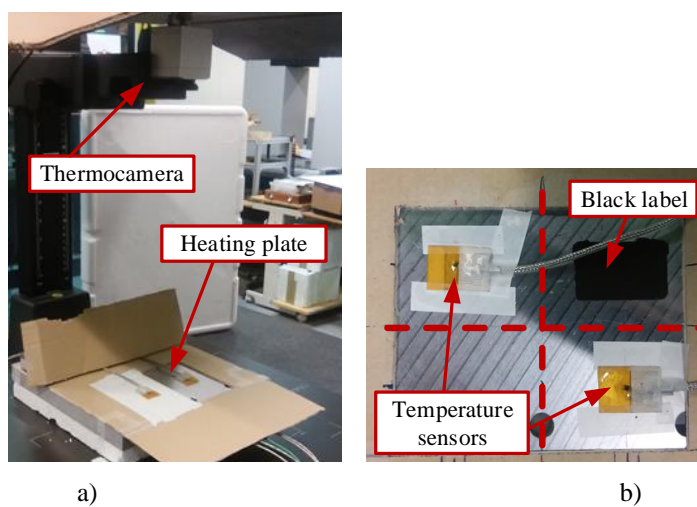 Thermocamera
Heating plate
Black label
Temperature
sensors
a)
b)